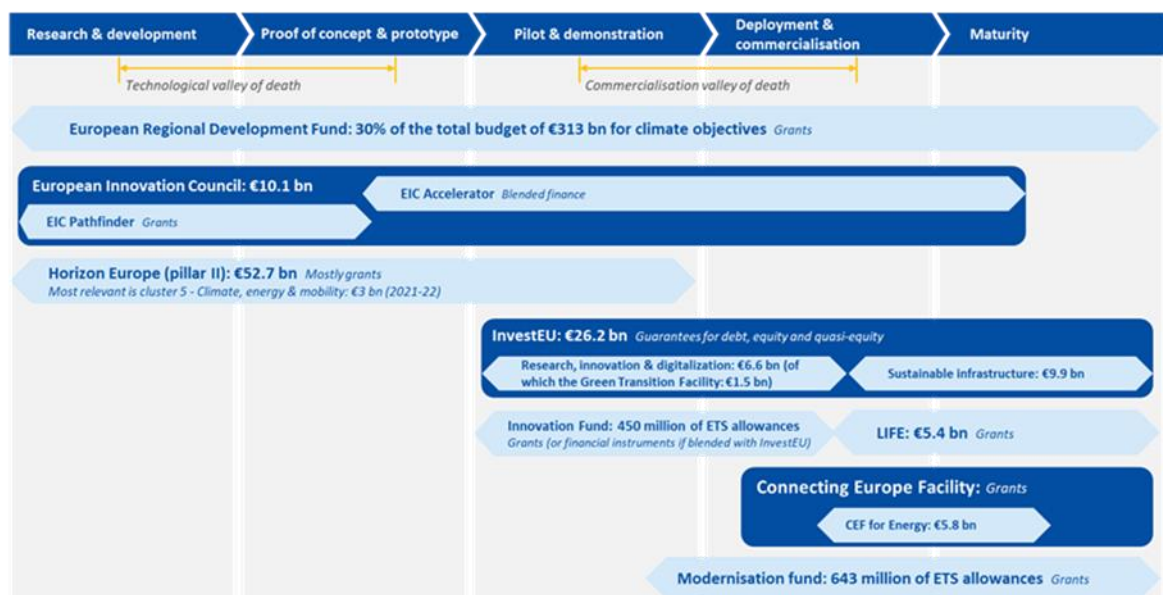 Research & development
Proof of concept & prototype
Pilot & demonstration
Deployment &
commercialisation
Maturity
Technological valley of death
Commercialisation valley of death
European Regional Development Fund: 30% of the total budget of €313 bn for climate objectives Grants
European Innovation Council: €10.1 bn
EIC Accelerator Blended finance
EIC Pathfinder Grants
Horizon Europe (pillar II): €52.7 bn Mostly grants
Most relevant is cluster 5 - Climate, energy & mobility: €3 bn (2021-22)
InvestEU: €26.2 bn Guarantees for debt, equity and quasi-equity
Research, innovation & digitalization: €6.6 bn (of
which the Green Transition Facility: €1.5 bn)
Sustainable infrastructure: €9.9 bn
Innovation Fund: 450 million of ETS allowances
Grants (or financial instruments if blended with InvestEU)
LIFE: €5.4 bn Grants
Connecting Europe Facility: Grants
CEF for Energy: €5.8 bn
Modernisation fund: 643 million of ETS allowances Grants